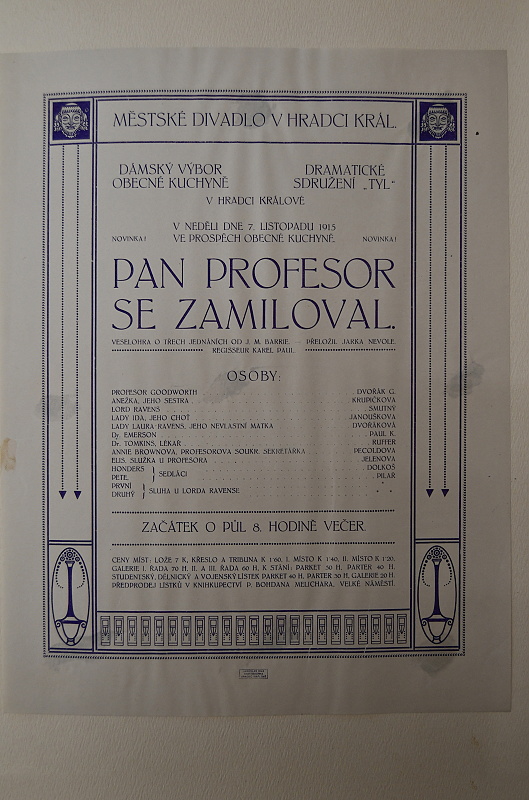 MĚSTSKÉ DIVADLO V HRADCI KRÁL.
DÁMSKÝ VÝBOR
OBECNÉ KUCHYNĚ
DRAMATICKÉ
SDRUŽENÍ „TYL“
V HRADCI KRÁLOVÉ
V NEDĚLI DNE 7. LISTOPADU 1915
NOVINKA! VE PROSPĚCH OBECNÉ KUCHYNĚ. NOVINKA!
PAN PROFESOR
SE ZAMILOVAL.
VESELOHRA O TŘECH JEDNÁNÍCH OD J. M. BARRIE. — PŘELOŽIL JARKA NEVOLE.
REGISSEUR KAREL PAUL.
OSOBY:
PROFESOR GOODWORTH DVOŘÁK G.
ANEŽKA, JEHO SESTRA KRUPIČKOVÁ
LORD RAVENS SMUTNÝ
LADY IDA, JEHO CHOŤ JANOUŠKOVÁ
LADY LAURA RAVENS, JEHO NEVLASTNÍ MATKA DVOŘÁKOVÁ
Dr. EMERSON PAUL K.
Dr. TOMKINS, LÉKAŘ RUFFER
ANNIE BROWNOVÁ, PROFESOROVA SOUKR. SEKRETÁŘKA PECOLDOVÁ
ELIS, SLUŽKA U PROFESORA JELENOVÁ
HONDERS } SEDLÁCI DOLKOŠ
PETE, PILAŘ
PRVNÍ } SLUHA U LORDA RAVENSE *
DRUHÝ * *
ZAČÁTEK O PŮL 8. HODINĚ VEČER.
CENY MÍST: LOŽE 7 K, KŘESLO A TRIBUNA K 1·60, I. MÍSTO K 1·40, II. MÍSTO K 1·20,
GALERIE I. ŘADA 70 H, II. A III. ŘADA 60 H, K STÁNÍ: PARKET 50 H, PARTER 40 H.
STUDENTSKÝ, DĚLNICKÝ A VOJENSKÝ LÍSTEK PARKET 40 H, PARTER 30 H, GALERIE 20 H.
PŘEDPRODEJ LÍSTKŮ V KNIHKUPECTVÍ P. BOHDANA MELICHARA, VELKÉ NÁMĚSTÍ.